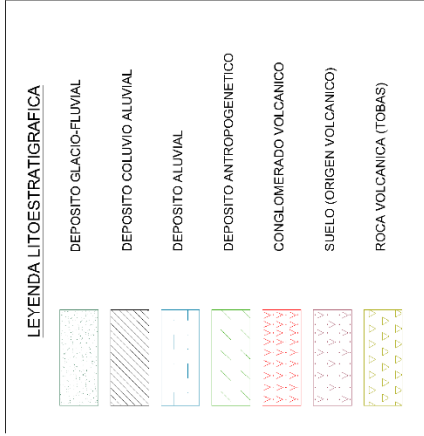 LEYENDA LITOESTRATIGRAFICA
DEPOSITO GLACIO-FLUVIAL
DEPOSITO COLUVIO ALUVIAL
DEPOSITO ALUVIAL
DEPOSITO ANTROPOGENETICO
CONGLOMERADO VOLCANICO
SUELO (ORIGEN VOLCANICO)
ROCA VOLCANICA (TOBAS)